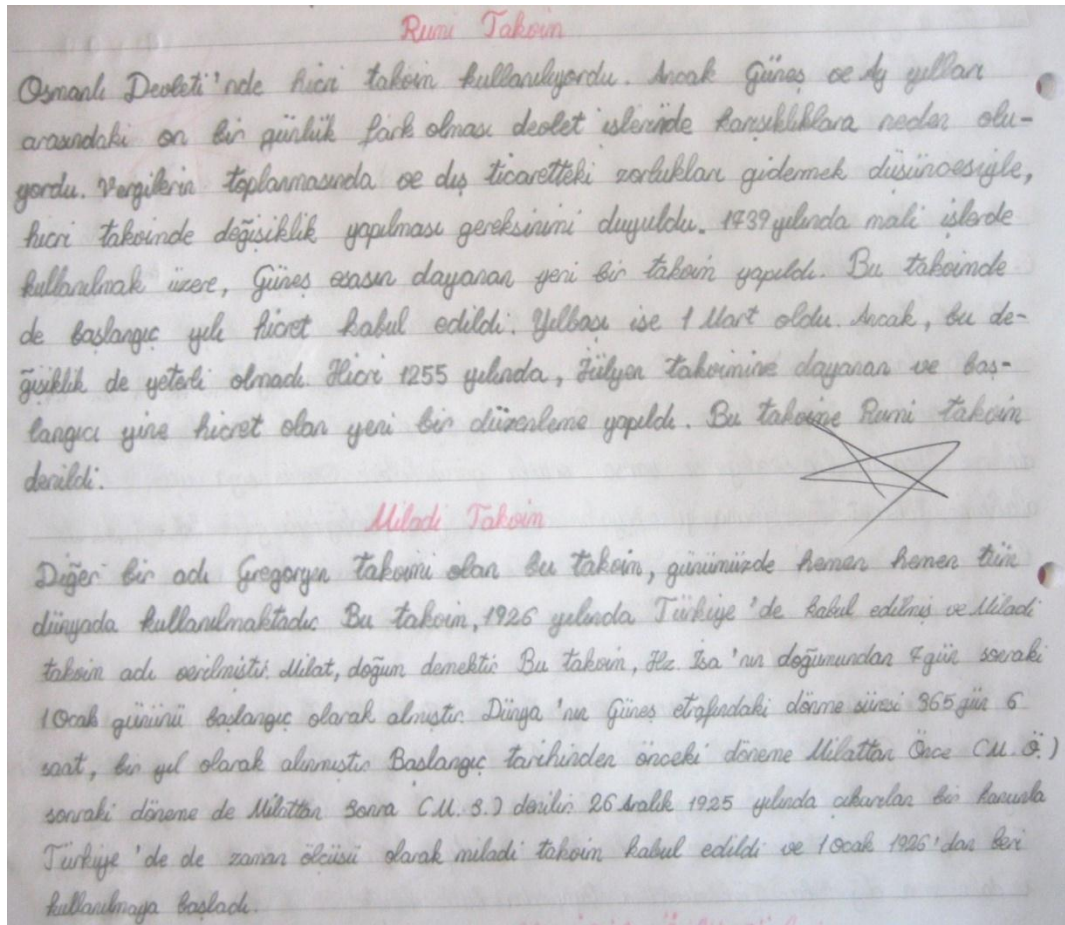 Rumi Takvin
Osmanlı Devleti'nde hicri takvim kullanılıyordu. Ancak Güneş ve Ay yılları
arasındaki on bir günlük fark olması devlet işlerinde karışıklıklara neden olu-
yordu. Vergilerin toplanmasında ve dış ticaretteki zorlukları gidermek düşüncesiyle,
hicri takvimde değişiklik yapılması gereksinimi duyuldu. 1739 yılında mali işlerde
kullanılmak üzere, Güneş esasın dayanan yeni bir takvim yapıldı. Bu takvimde
de başlangıç yılı hicret kabul edildi. Yılbaşı ise 1 Mart oldu. Ancak, bu de-
ğişiklik de yeterli olmadı. Hicri 1255 yılında, Jülyen takvimine dayanan ve baş-
langıcı yine hicret olan yeni bir düzenleme yapıldı. Bu takvime Rumi takvim
denildi.
Miladi Takvim
Diğer bir adı Gregoryen takvimi olan bu takvim, günümüzde hemen hemen tüm
dünyada kullanılmaktadır Bu takvim, 1926 yılında Türkiye'de kabul edilmiş ve Miladi
takvim adı verilmiştir. Milat, doğum demektir Bu takvim, Hz. İsa'nın doğumundan 7 gün sonraki
1 Ocak gününü başlangıç olarak almıştır. Dünya'nın Güneş etrafındaki dönme süresi 365 gün 6
saat, bir yıl olarak alınmıştır Başlangıç tarihinden önceki döneme Milattan Önce (M.Ö.)
sonraki döneme de Milattan Sonra (M.S.) denilir 26 Aralık 1925 yılında çıkarılan bir kanunla
Türkiye'de de zaman ölçüsü olarak miladi takvim kabul edildi ve 1 Ocak 1926'dan beri
kullanılmaya başladı.